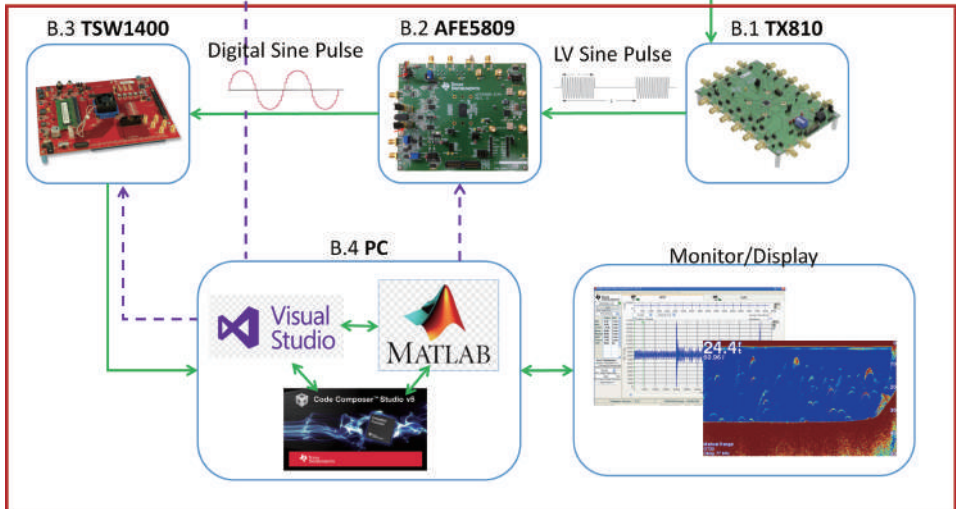 B.3 TSW1400
B.2 AFE5809
B.1 TX810
Digital Sine Pulse
LV Sine Pulse
B.4 PC
Monitor/Display
Visual
Studio
MATLAB
Code Composer™ Studio v5
24.4